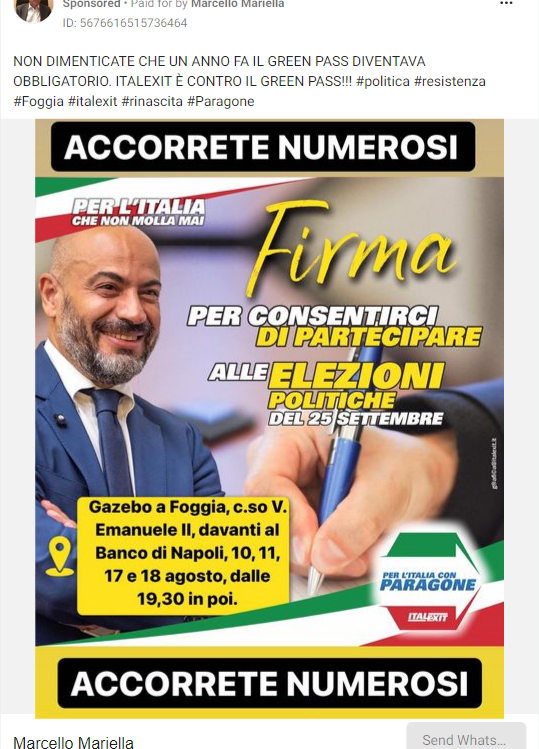 Sponsored • Paid for by Marcello Mariella
ID: 5676616515736464
NON DIMENTICATE CHE UN ANNO FA IL GREEN PASS DIVENTAVA
OBBLIGATORIO. ITALEXIT È CONTRO IL GREEN PASS!!! #politica #resistenza
#Foggia #italexit #rinascita #Paragone
ACCORRETE NUMEROSI
PER L'ITALIA
CHE NON MOLLA MAI
Firma
PER CONSENTIRCI
DI PARTECIPARE
ALLE ELEZIONI
POLITICHE
DEL 25 SETTEMBRE
Gazebo a Foggia, c.so V.
Emanuele II, davanti al
Banco di Napoli, 10, 11,
17 e 18 agosto, dalle
19,30 in poi.
PER L'ITALIA CON
PARAGONE
ITALEXIT
ACCORRETE NUMEROSI
Marcello Mariella
Send Whats...